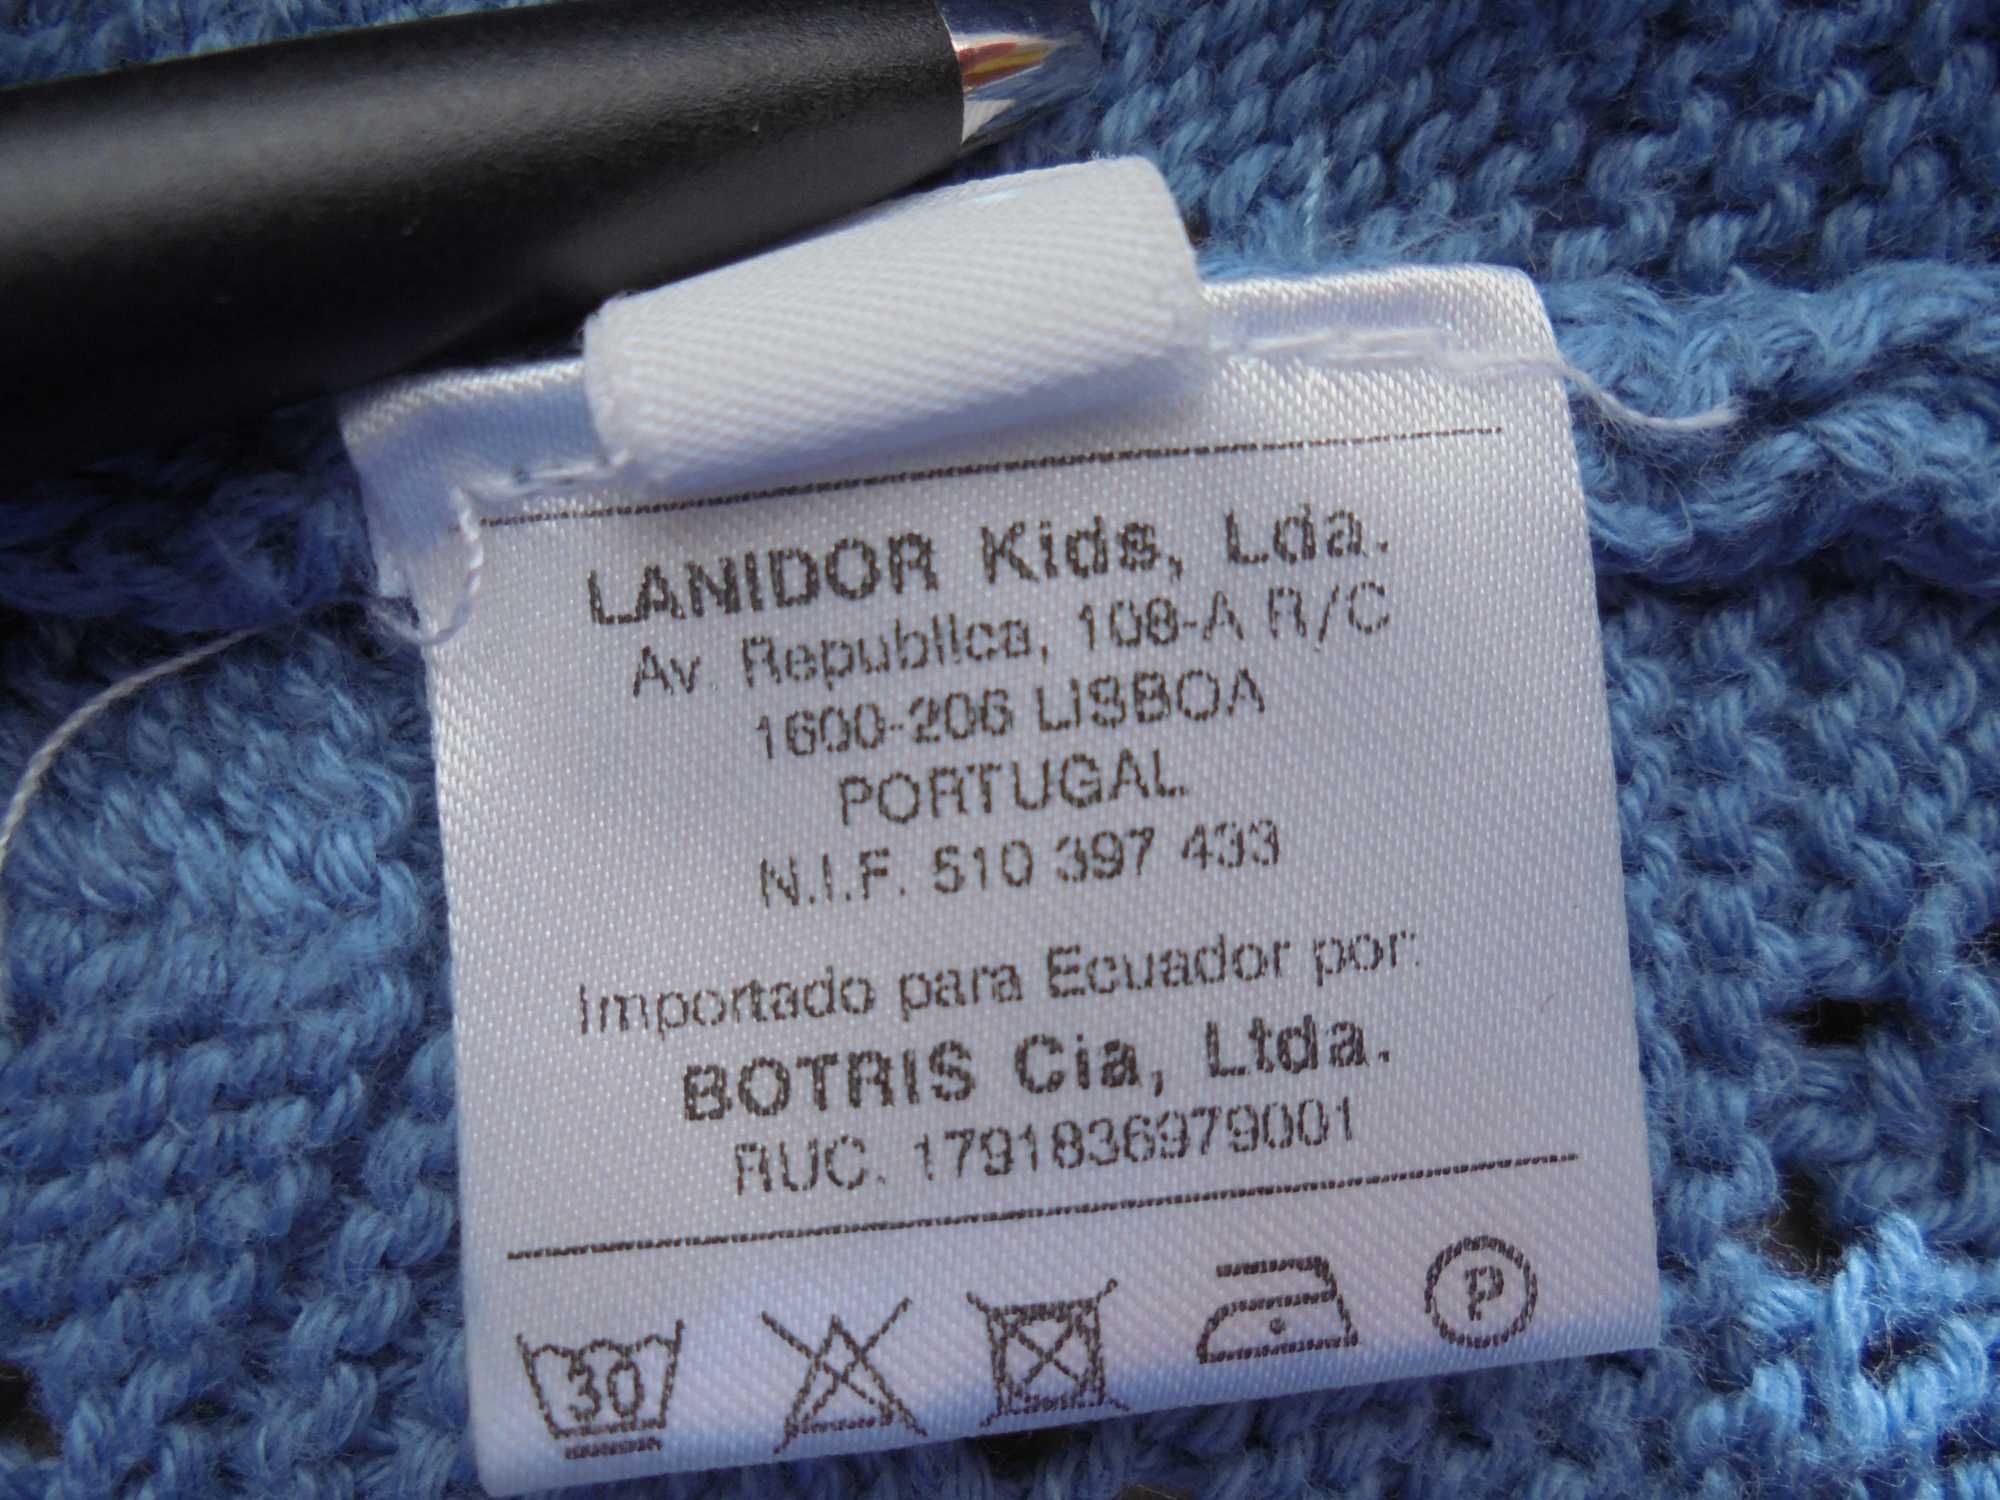 LANIDOR Kids, Lda.
Av. Republica, 108-A R/C
1600-206 LISBOA
PORTUGAL
N.I.F. 510 397 433
Importado para Ecuador por:
BOTRIS Cia, Ltda.
RUC. 1791836979001
30
P